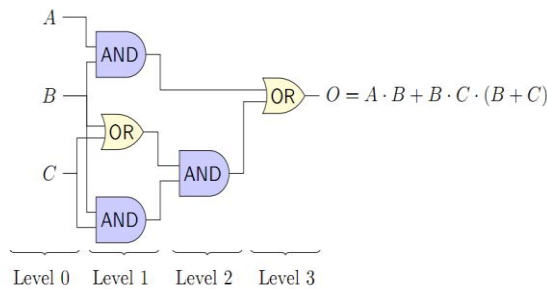 A
AND
B
O = A · B + B · C · (B + C)
OR
OR
C
AND
AND
Level 0
Level 1
Level 2
Level 3